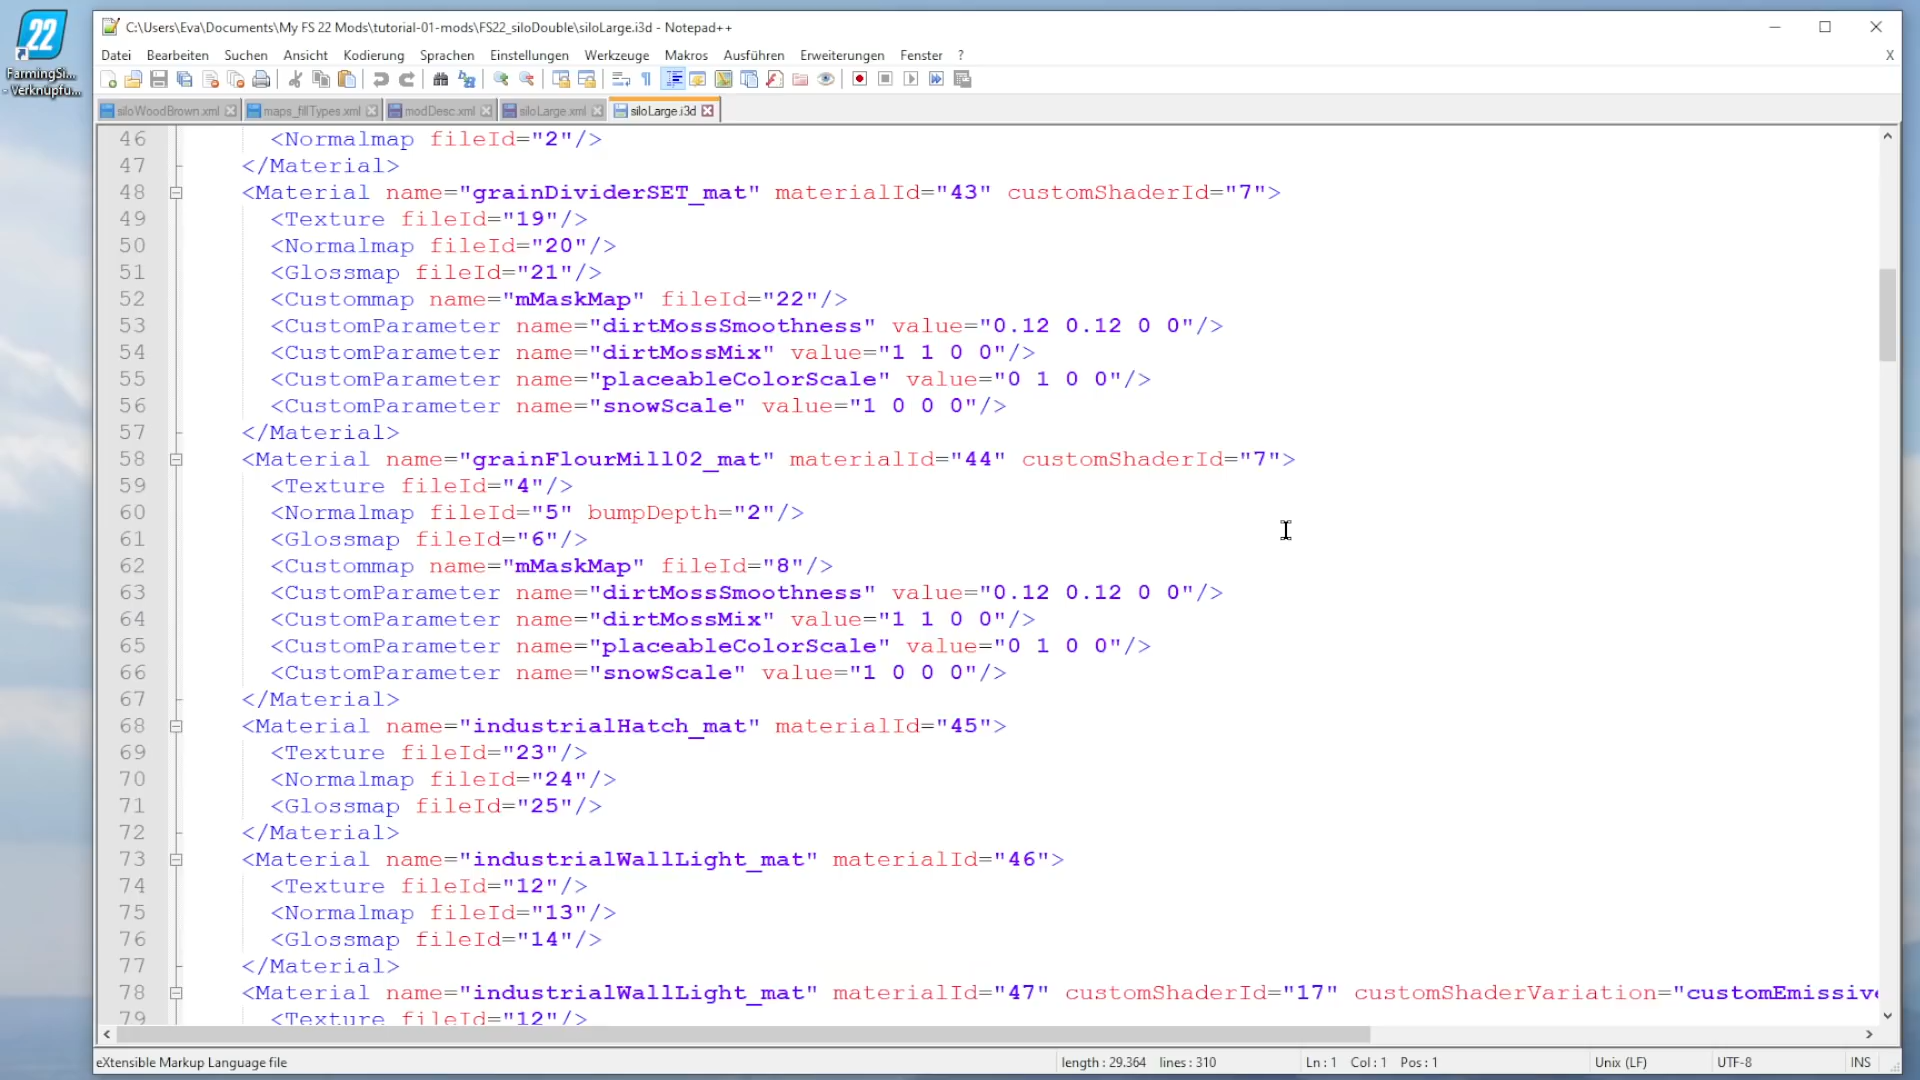 22
FarmingSi...
- Verknüpfu...
C:\Users\Eva\Documents\My FS 22 Mods\tutorial-01-mods\FS22_siloDouble\siloLarge.i3d - Notepad++
Datei Bearbeiten Suchen Ansicht Kodierung Sprachen Einstellungen Werkzeuge Makros Ausführen Erweiterungen Fenster ? X
siloWoodBrown.xml maps_fillTypes.xml modDesc.xml siloLarge.xml siloLarge.i3d
46 <Normalmap fileId="2"/>
47 </Material>
48 <Material name="grainDividerSET_mat" materialId="43" customShaderId="7">
49 <Texture fileId="19"/>
50 <Normalmap fileId="20"/>
51 <Glossmap fileId="21"/>
52 <Custommap name="mMaskMap" fileId="22"/>
53 <CustomParameter name="dirtMossSmoothness" value="0.12 0.12 0 0"/>
54 <CustomParameter name="dirtMossMix" value="1 1 0 0"/>
55 <CustomParameter name="placeableColorScale" value="0 1 0 0"/>
56 <CustomParameter name="snowScale" value="1 0 0 0"/>
57 </Material>
58 <Material name="grainFlourMill02_mat" materialId="44" customShaderId="7">
59 <Texture fileId="4"/>
60 <Normalmap fileId="5" bumpDepth="2"/>
61 <Glossmap fileId="6"/>
62 <Custommap name="mMaskMap" fileId="8"/>
63 <CustomParameter name="dirtMossSmoothness" value="0.12 0.12 0 0"/>
64 <CustomParameter name="dirtMossMix" value="1 1 0 0"/>
65 <CustomParameter name="placeableColorScale" value="0 1 0 0"/>
66 <CustomParameter name="snowScale" value="1 0 0 0"/>
67 </Material>
68 <Material name="industrialHatch_mat" materialId="45">
69 <Texture fileId="23"/>
70 <Normalmap fileId="24"/>
71 <Glossmap fileId="25"/>
72 </Material>
73 <Material name="industrialWallLight_mat" materialId="46">
74 <Texture fileId="12"/>
75 <Normalmap fileId="13"/>
76 <Glossmap fileId="14"/>
77 </Material>
78 <Material name="industrialWallLight_mat" materialId="47" customShaderId="17" customShaderVariation="customEmissive
79 <Texture fileId="12"/>
eXtensible Markup Language file length : 29.364 lines : 310 Ln : 1 Col : 1 Pos : 1 Unix (LF) UTF-8 INS